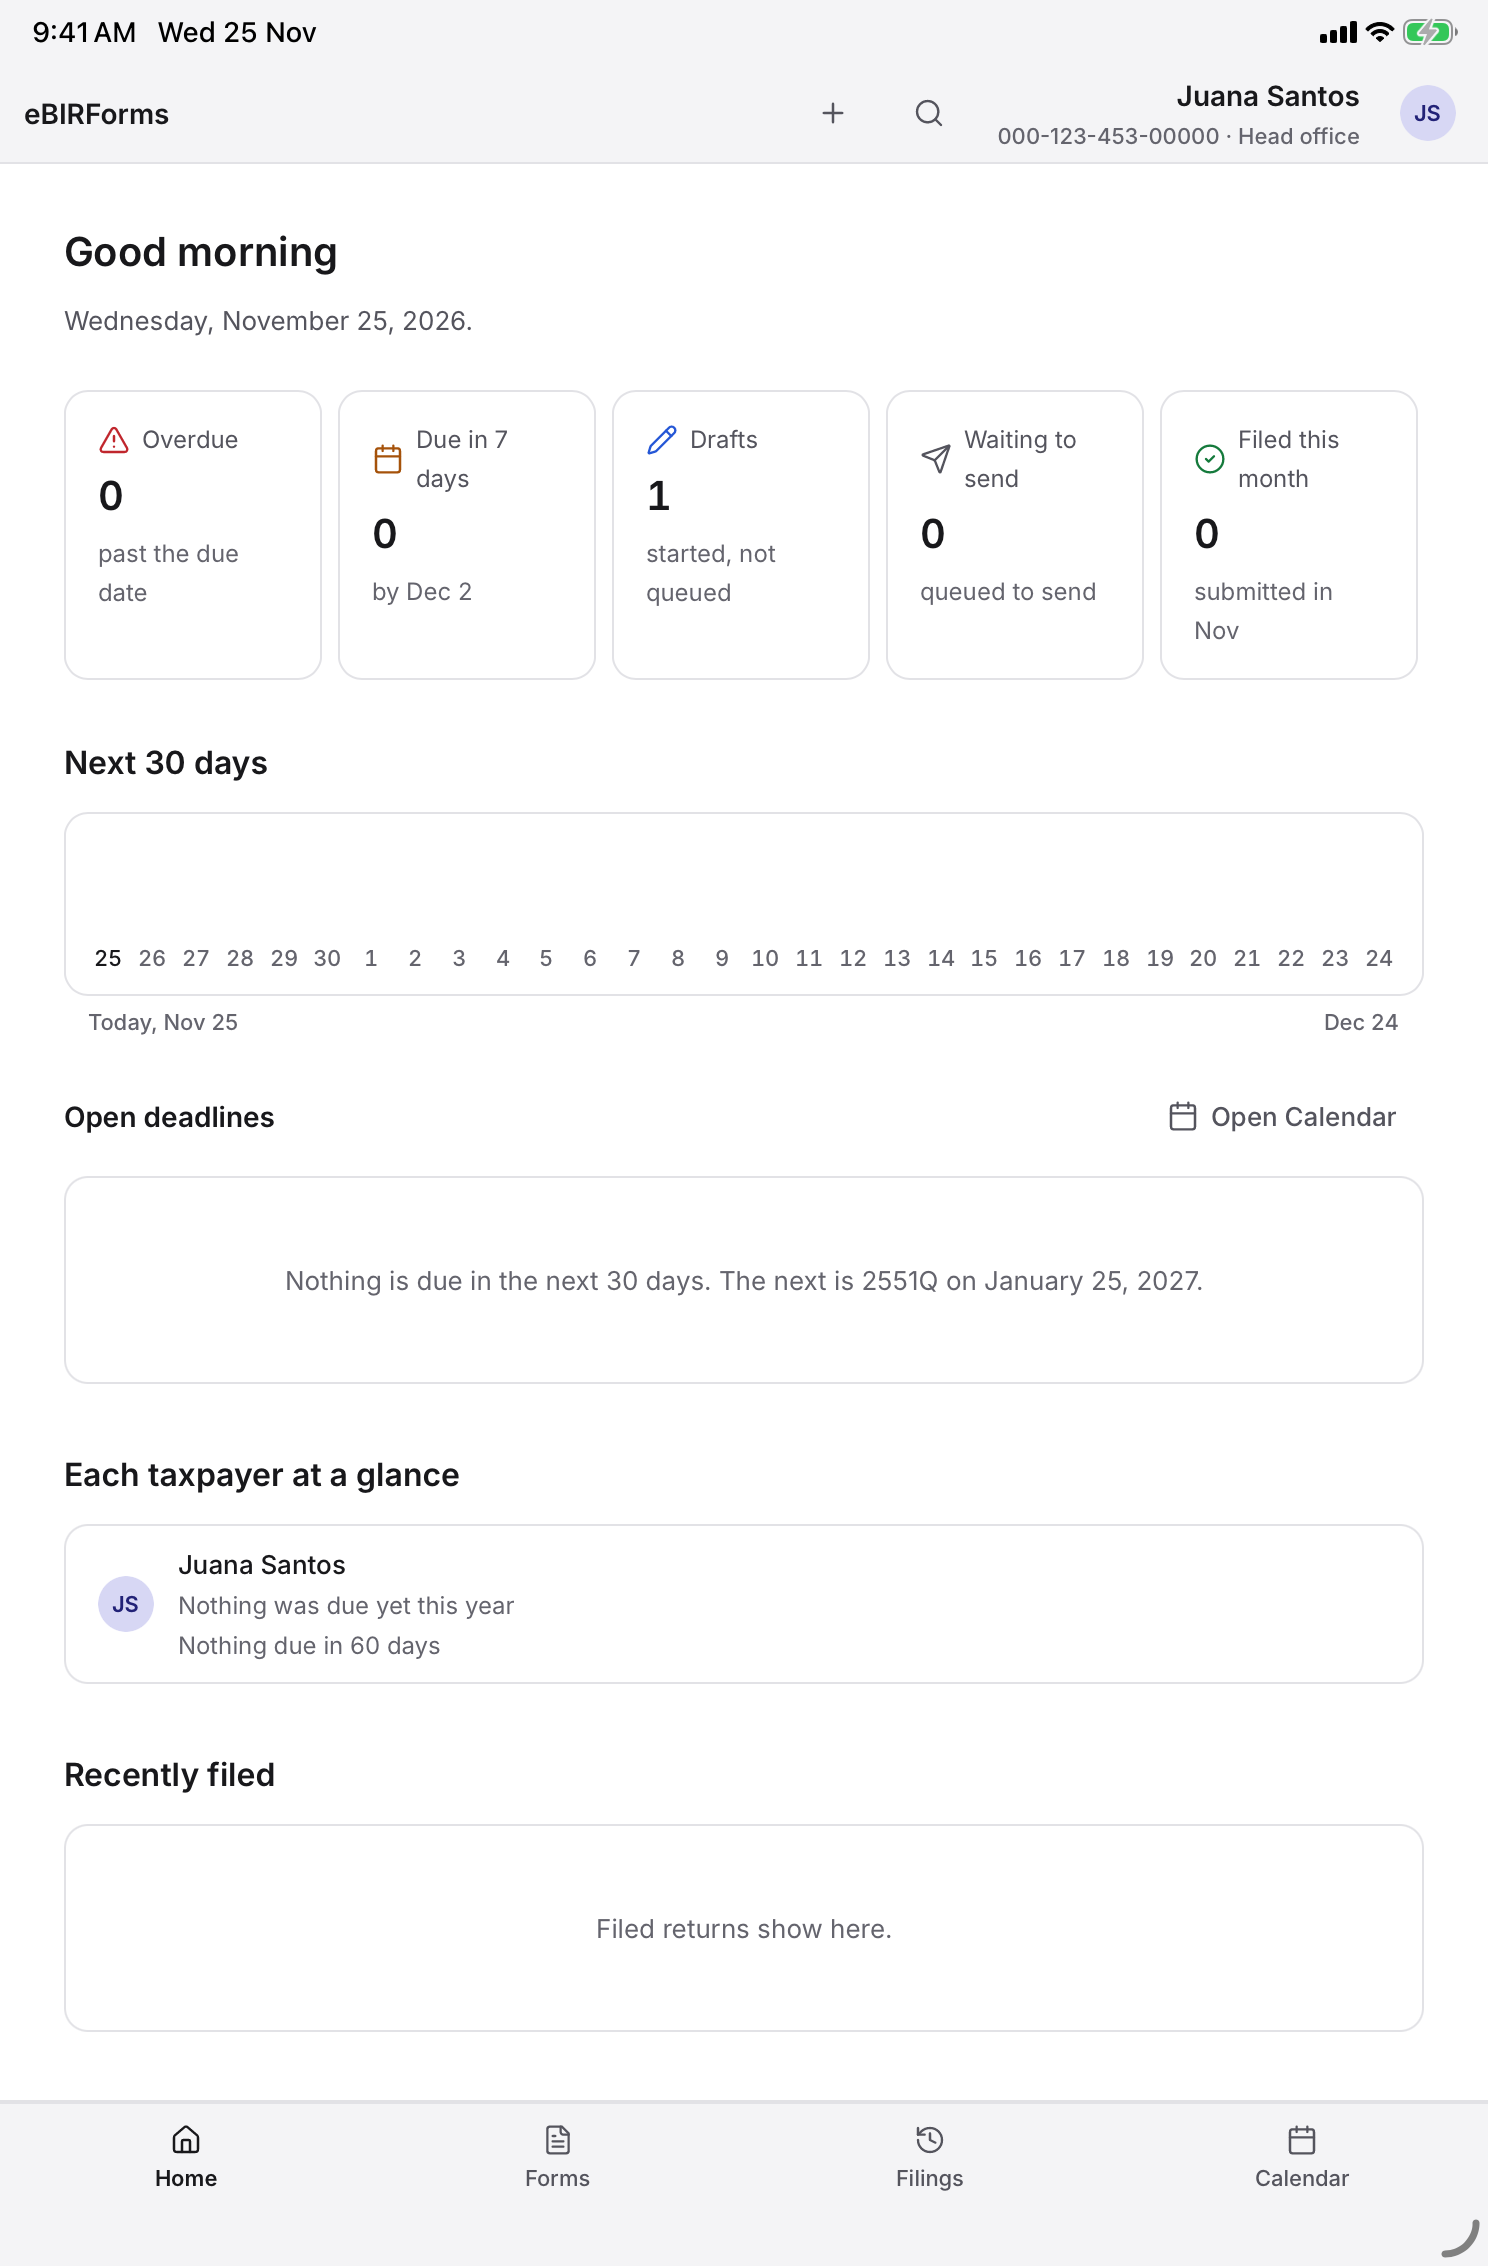 9:41 AM Wed 25 Nov
eBIRForms
Juana Santos
000-123-453-00000 · Head office
JS
Good morning
Wednesday, November 25, 2026.
Overdue
0
past the due
date
Due in 7
days
0
by Dec 2
Drafts
1
started, not
queued
Waiting to
send
0
queued to send
Filed this
month
0
submitted in
Nov
Next 30 days
25 26 27 28 29 30 1 2 3 4 5 6 7 8 9 10 11 12 13 14 15 16 17 18 19 20 21 22 23 24
Today, Nov 25
Dec 24
Open deadlines
Open Calendar
Nothing is due in the next 30 days. The next is 2551Q on January 25, 2027.
Each taxpayer at a glance
JS
Juana Santos
Nothing was due yet this year
Nothing due in 60 days
Recently filed
Filed returns show here.
Home
Forms
Filings
Calendar